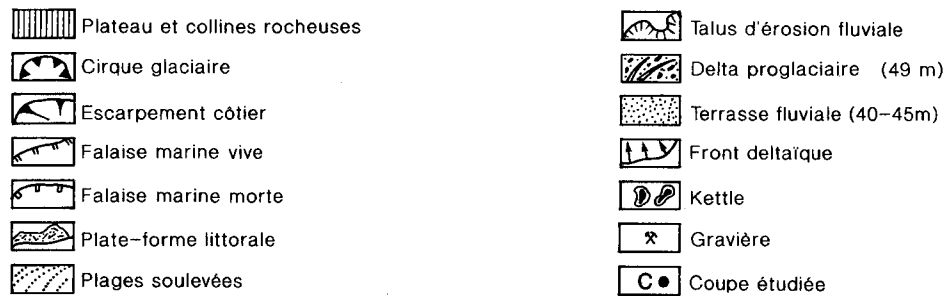 Plateau et collines rocheuses
Cirque glaciaire
Escarpement côtier
Falaise marine vive
Falaise marine morte
Plate-forme littorale
Plages soulevées
Talus d'érosion fluviale
Delta proglaciaire (49 m)
Terrasse fluviale (40-45m)
Front deltaïque
Kettle
Gravière
C Coupe étudiée